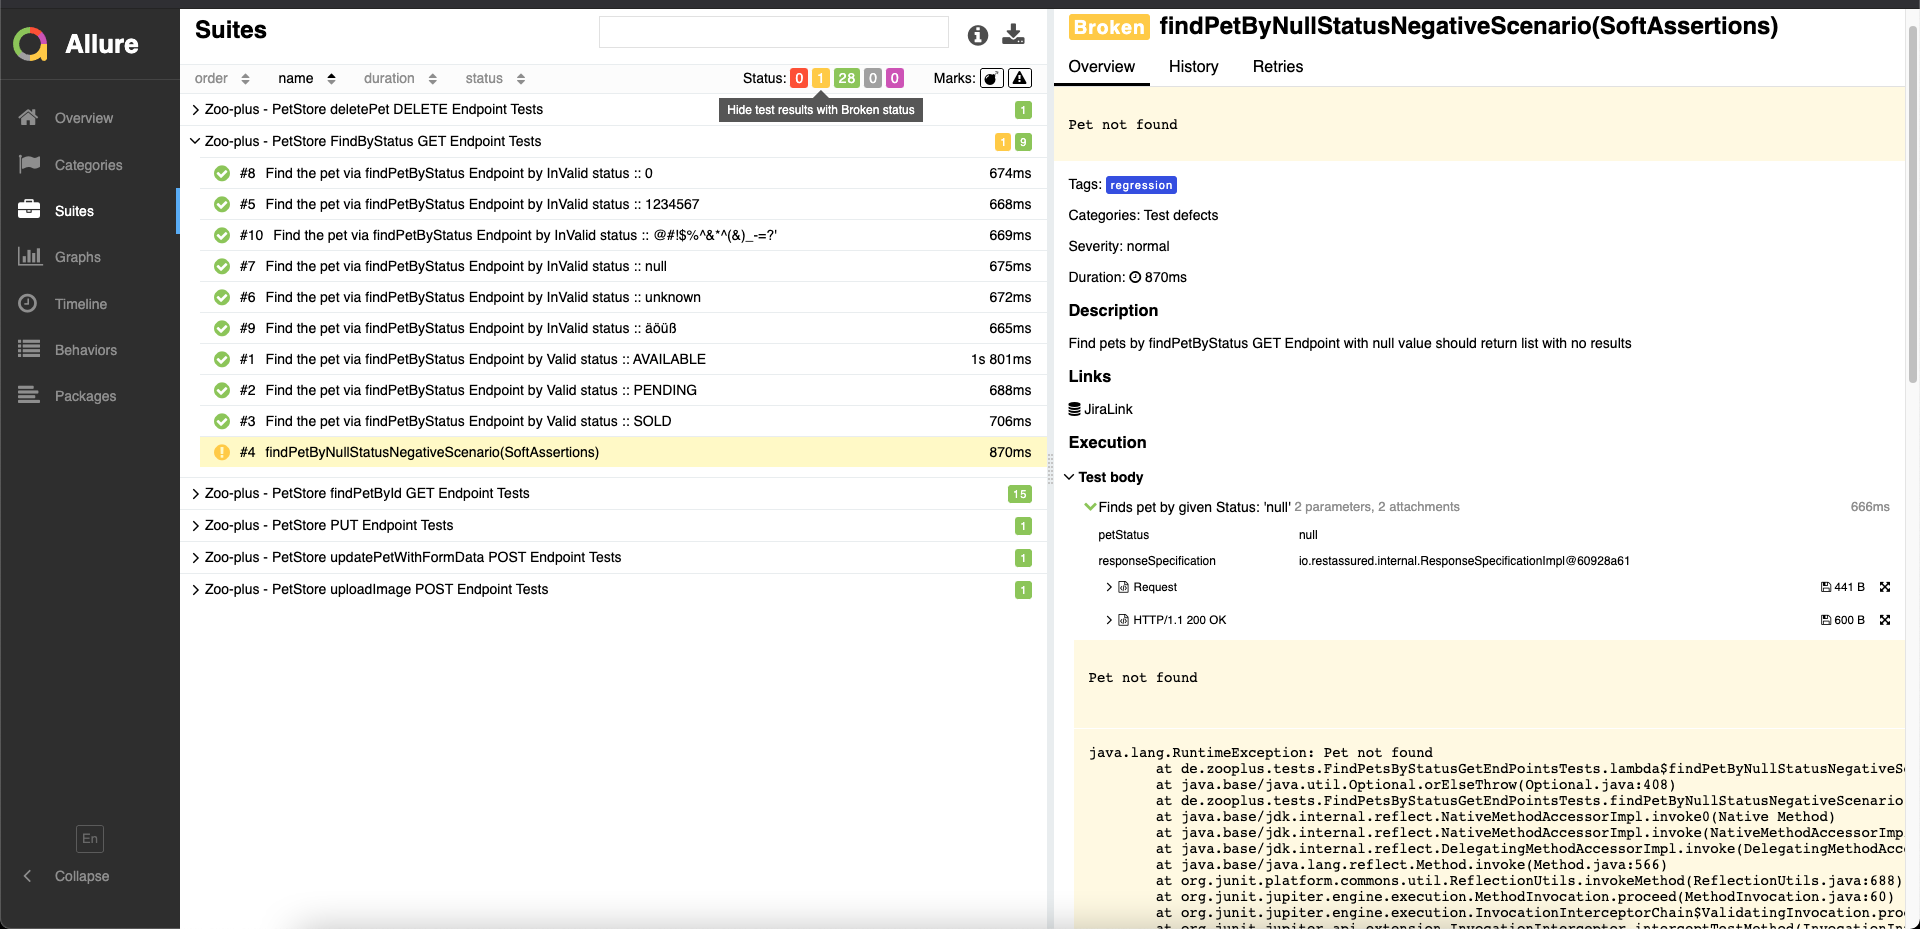 Allure
Overview
Categories
Suites
Graphs
Timeline
Behaviors
Packages
En
Collapse
Suites
order name duration status Status: 0 1 28 0 0 Marks:
Hide test results with Broken status
Zoo-plus - PetStore deletePet DELETE Endpoint Tests 1
Zoo-plus - PetStore FindByStatus GET Endpoint Tests 1 9
#8 Find the pet via findPetByStatus Endpoint by InValid status :: 0 674ms
#5 Find the pet via findPetByStatus Endpoint by InValid status :: 1234567 668ms
#10 Find the pet via findPetByStatus Endpoint by InValid status :: @#!$%^&*^(&)_-=?' 669ms
#7 Find the pet via findPetByStatus Endpoint by InValid status :: null 675ms
#6 Find the pet via findPetByStatus Endpoint by InValid status :: unknown 672ms
#9 Find the pet via findPetByStatus Endpoint by InValid status :: äöüß 665ms
#1 Find the pet via findPetByStatus Endpoint by Valid status :: AVAILABLE 1s 801ms
#2 Find the pet via findPetByStatus Endpoint by Valid status :: PENDING 688ms
#3 Find the pet via findPetByStatus Endpoint by Valid status :: SOLD 706ms
#4 findPetByNullStatusNegativeScenario(SoftAssertions) 870ms
Zoo-plus - PetStore findPetById GET Endpoint Tests 15
Zoo-plus - PetStore PUT Endpoint Tests 1
Zoo-plus - PetStore updatePetWithFormData POST Endpoint Tests 1
Zoo-plus - PetStore uploadImage POST Endpoint Tests 1
Broken findPetByNullStatusNegativeScenario(SoftAssertions)
Overview History Retries
Pet not found
Tags: regression
Categories: Test defects
Severity: normal
Duration: 870ms
Description
Find pets by findPetByStatus GET Endpoint with null value should return list with no results
Links
JiraLink
Execution
Test body
Finds pet by given Status: 'null' 2 parameters, 2 attachments 666ms
petStatus null
responseSpecification io.restassured.internal.ResponseSpecificationImpl@60928a61
Request 441 B
HTTP/1.1 200 OK 600 B
Pet not found
java.lang.RuntimeException: Pet not found
at de.zooplus.tests.FindPetsByStatusGetEndPointsTests.lambda$findPetByNullStatusNegativeSc
at java.base/java.util.Optional.orElseThrow(Optional.java:408)
at de.zooplus.tests.FindPetsByStatusGetEndPointsTests.findPetByNullStatusNegativeScenario
at java.base/jdk.internal.reflect.NativeMethodAccessorImpl.invoke0(Native Method)
at java.base/jdk.internal.reflect.NativeMethodAccessorImpl.invoke(NativeMethodAccessorImp
at java.base/jdk.internal.reflect.DelegatingMethodAccessorImpl.invoke(DelegatingMethodAcc
at java.base/java.lang.reflect.Method.invoke(Method.java:566)
at org.junit.platform.commons.util.ReflectionUtils.invokeMethod(ReflectionUtils.java:688)
at org.junit.jupiter.engine.execution.MethodInvocation.proceed(MethodInvocation.java:60)
at org.junit.jupiter.engine.execution.InvocationInterceptorChain$ValidatingInvocation.pro
at org.junit.jupiter.api.extension.InvocationInterceptor.interceptTestMethod(InvocationIn